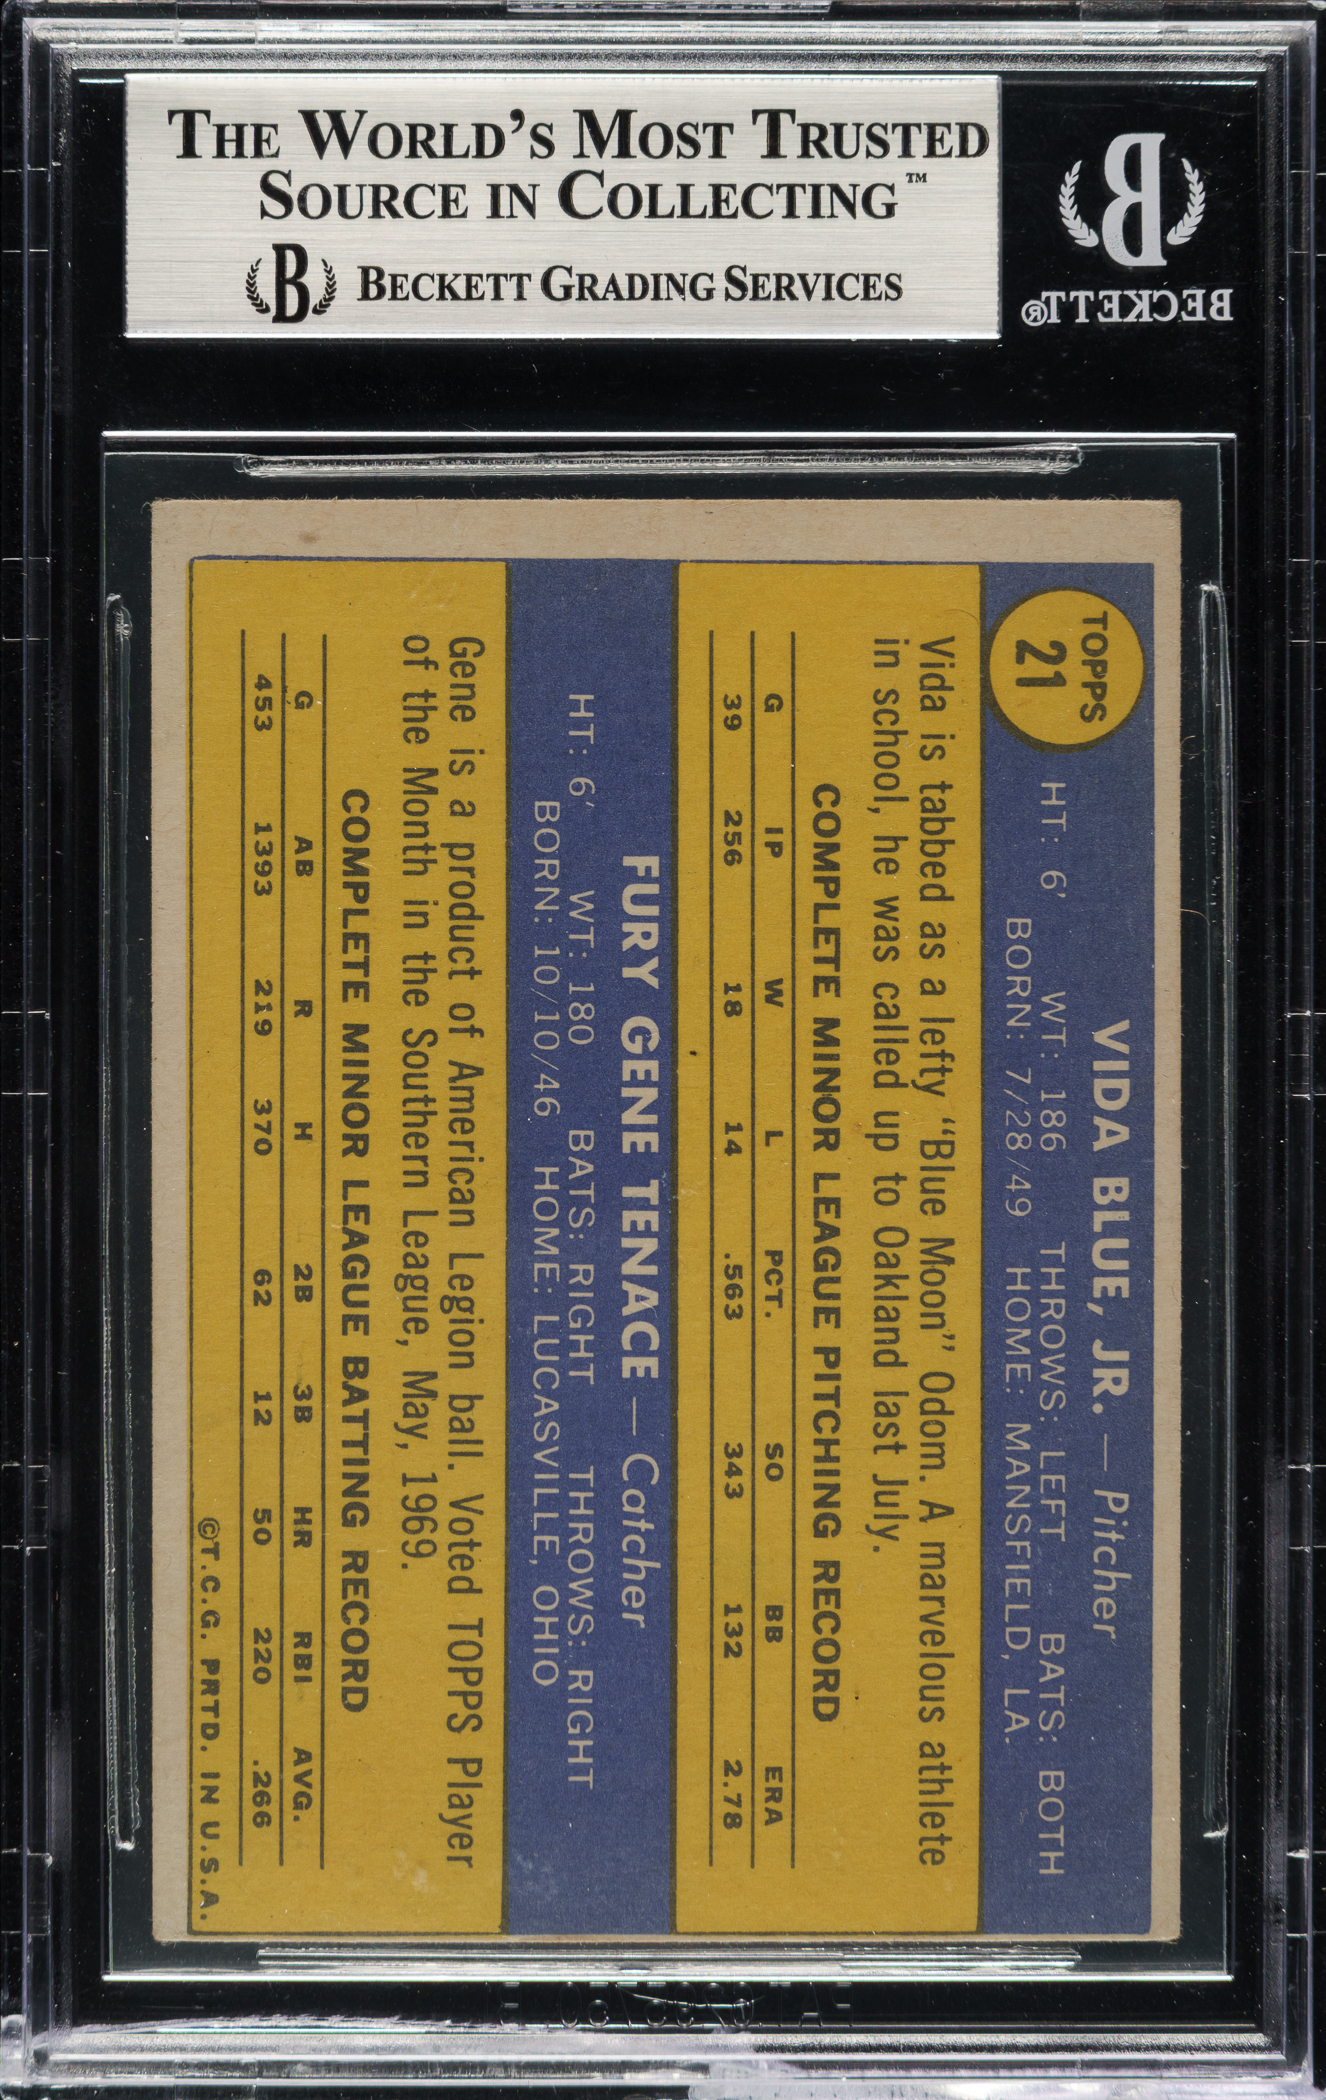 THE WORLD'S MOST TRUSTED
SOURCE IN COLLECTING™
B BECKETT GRADING SERVICES
B
BECKETT®
TOPPS
21
VIDA BLUE, JR. — Pitcher
HT: 6' WT: 186 THROWS: LEFT BATS: BOTH
BORN: 7/28/49 HOME: MANSFIELD, LA.
Vida is tabbed as a lefty "Blue Moon" Odom. A marvelous athlete
in school, he was called up to Oakland last July.
COMPLETE MINOR LEAGUE PITCHING RECORD
G IP W L PCT. SO BB ERA
39 256 18 14 .563 343 132 2.78
FURY GENE TENACE — Catcher
HT: 6' WT: 180 BATS: RIGHT THROWS: RIGHT
BORN: 10/10/46 HOME: LUCASVILLE, OHIO
Gene is a product of American Legion ball. Voted TOPPS Player
of the Month in the Southern League, May, 1969.
COMPLETE MINOR LEAGUE BATTING RECORD
G AB R H 2B 3B HR RBI AVG.
453 1393 219 370 62 12 50 220 .266
©T.C.G. PRTD. IN U.S.A.